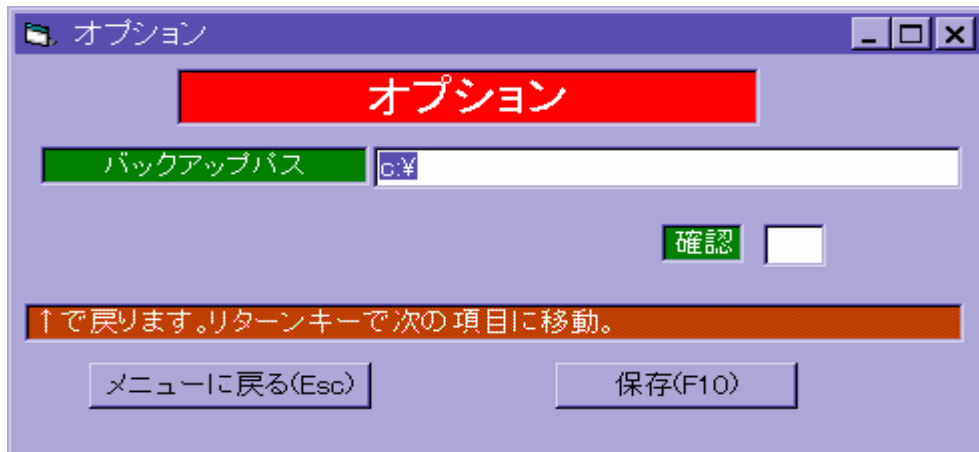 オプション
オプション
バックアップパス
c:¥
確認
↑で戻ります。リターンキーで次の項目に移動。
メニューに戻る(Esc)
保存(F10)